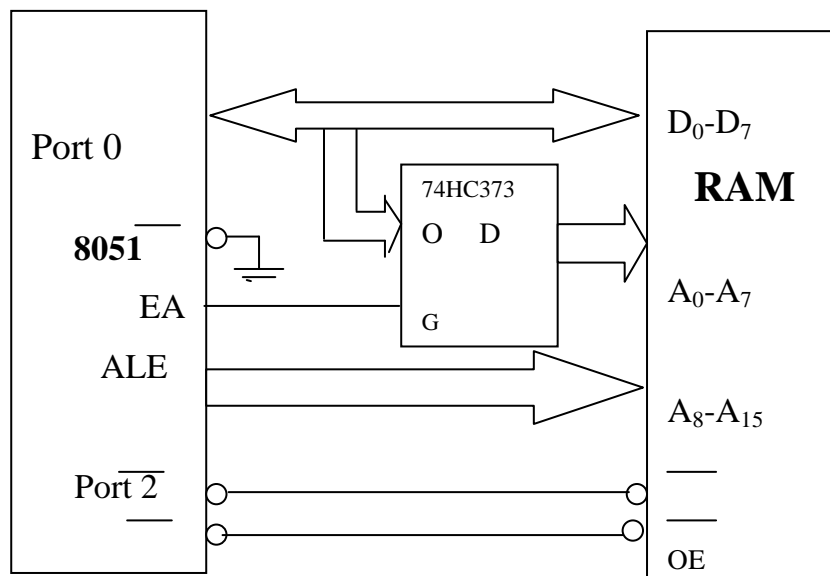 Port 0
8051
EA
ALE
Port 2
74HC373
O D
G
D₀-D₇
RAM
A₀-A₇
A₈-A₁₅
OE